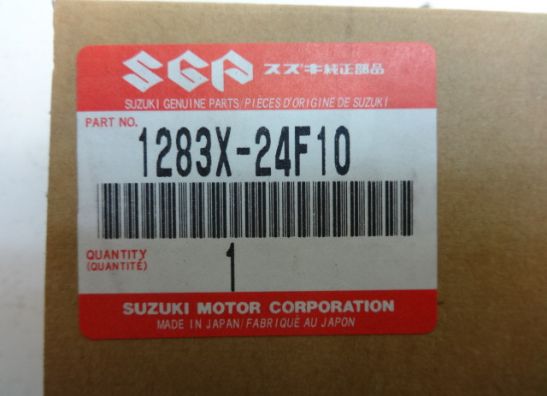 SGP スズキ純正部品
SUZUKI GENUINE PARTS/PIÈCES D'ORIGINE DE SUZUKI
PART NO.
1283X-24F10
QUANTITY
(QUANTITÉ)
1
SUZUKI MOTOR CORPORATION
MADE IN JAPAN/FABRIQUÉ AU JAPON